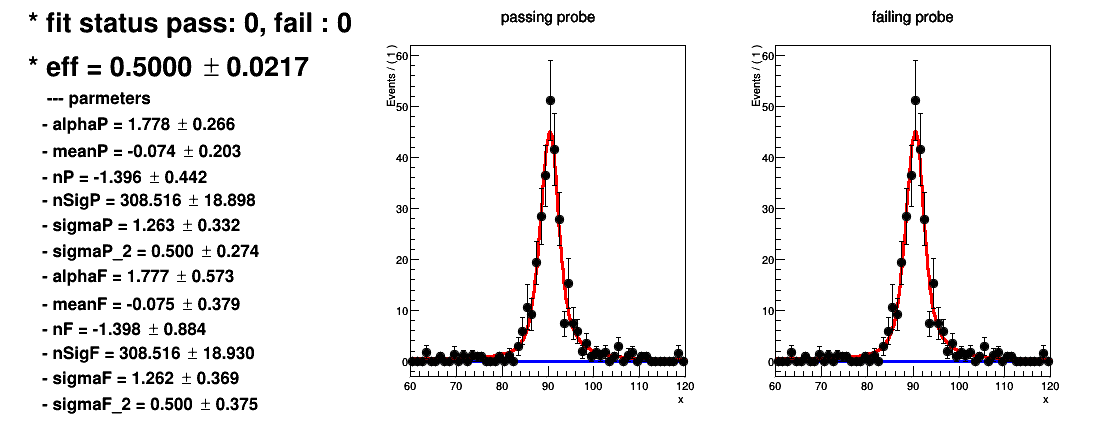 * fit status pass: 0, fail : 0
* eff = 0.5000 ± 0.0217
--- parmeters
- alphaP = 1.778 ± 0.266
- meanP = -0.074 ± 0.203
- nP = -1.396 ± 0.442
- nSigP = 308.516 ± 18.898
- sigmaP = 1.263 ± 0.332
- sigmaP_2 = 0.500 ± 0.274
- alphaF = 1.777 ± 0.573
- meanF = -0.075 ± 0.379
- nF = -1.398 ± 0.884
- nSigF = 308.516 ± 18.930
- sigmaF = 1.262 ± 0.369
- sigmaF_2 = 0.500 ± 0.375
passing probe
Events / ( 1 )
60
50
40
30
20
10
0
60 70 80 90 100 110 120
x
failing probe
Events / ( 1 )
60
50
40
30
20
10
0
60 70 80 90 100 110 120
x